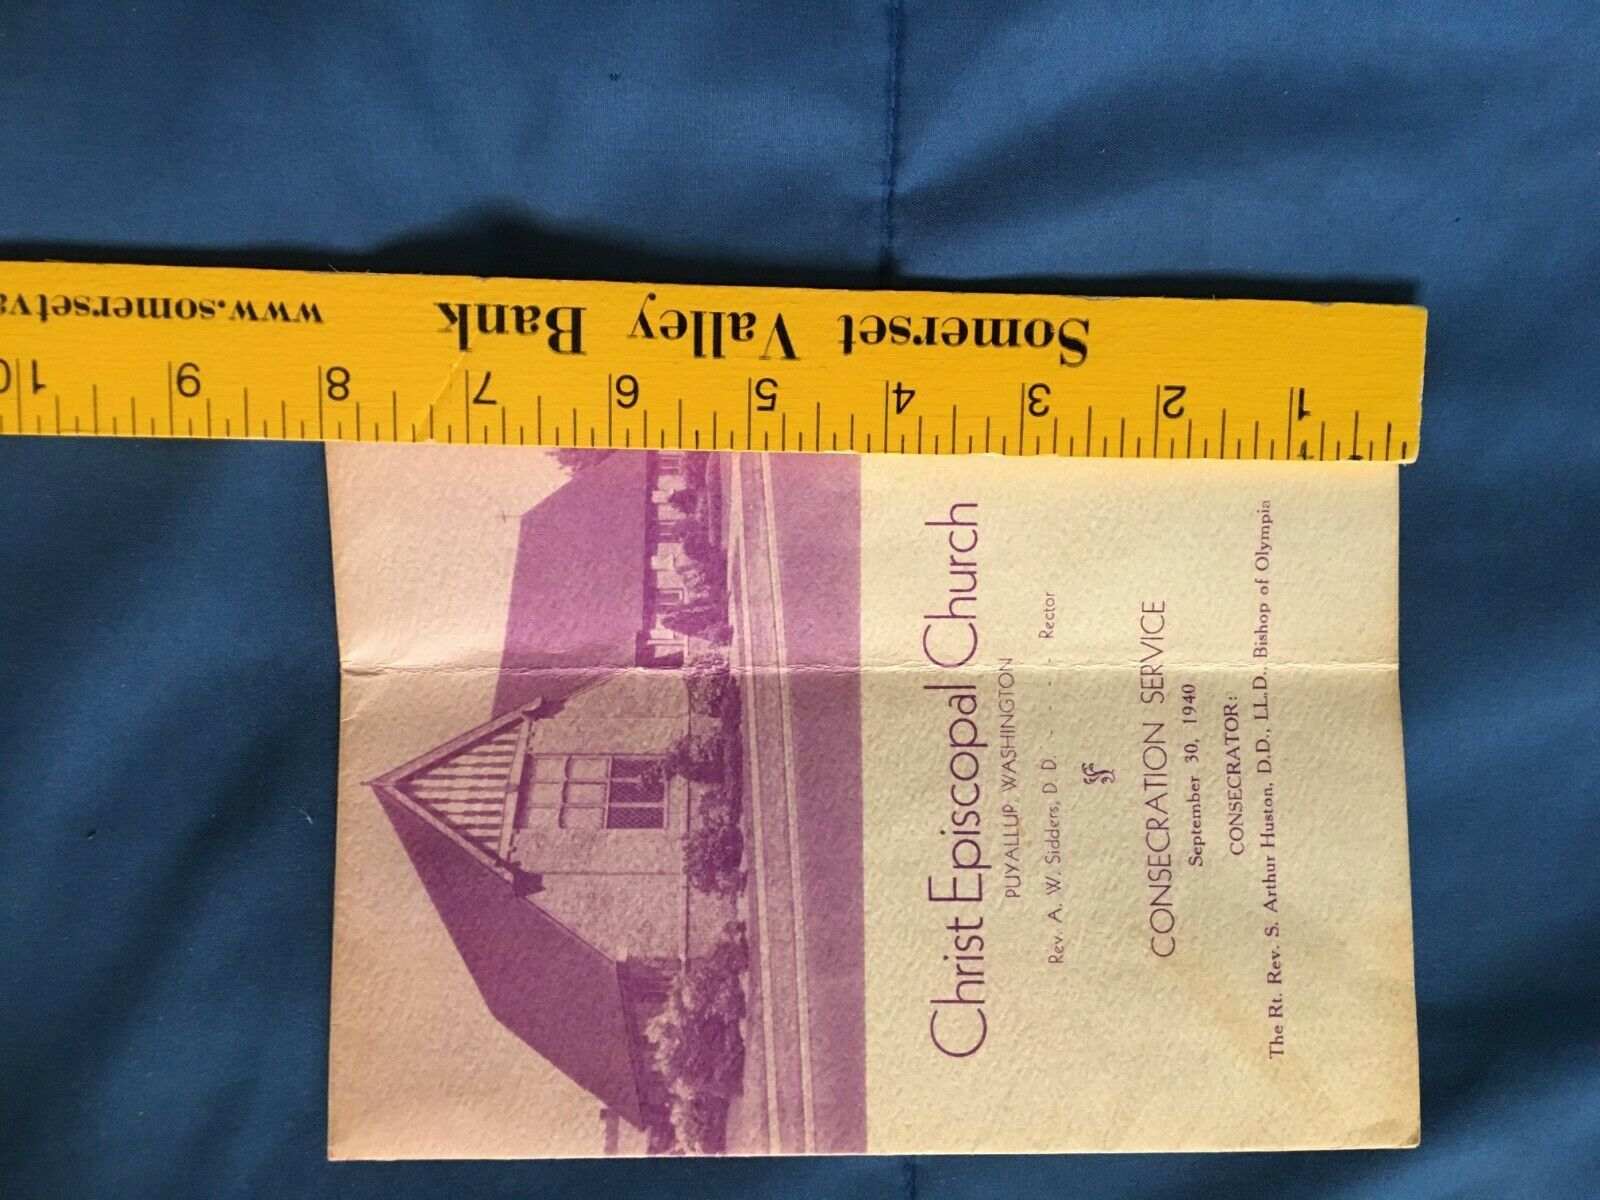 Christ Episcopal Church
PUYALLUP, WASHINGTON
Rev. A. W. Sidders, D. D. - - - - Rector
CONSECRATION SERVICE
September 30, 1940
CONSECRATOR:
The Rt. Rev. S. Arthur Huston, D.D., LL.D., Bishop of Olympia
Somerset Valley Bank www.somersetva
1 2 3 4 5 6 7 8 9 10